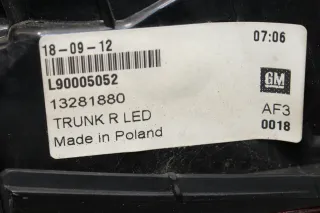 18-09-12 07:06
L90005052
GM
13281880
TRUNK R LED AF3
Made in Poland 0018